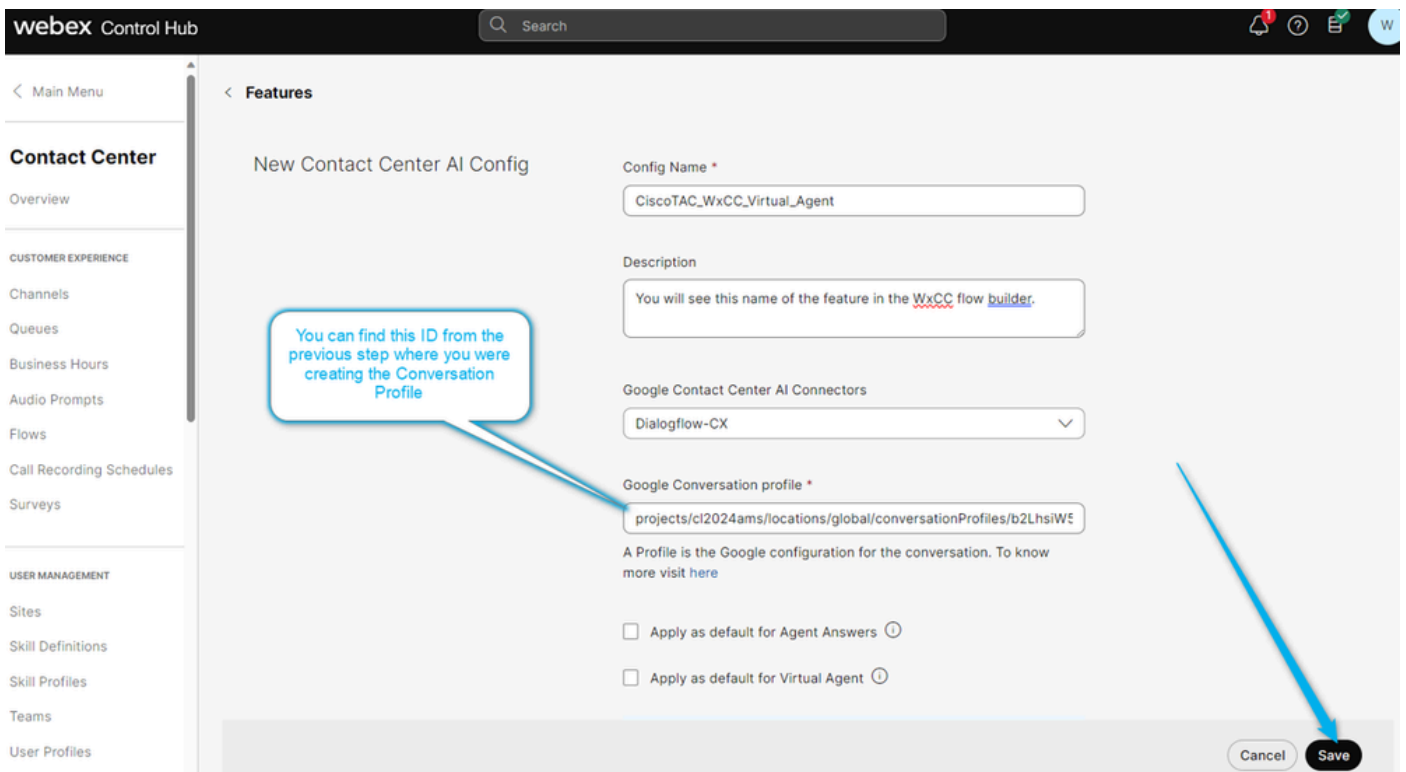 webex Control Hub
Search
1
W
Main Menu
Contact Center
Overview
CUSTOMER EXPERIENCE
Channels
Queues
Business Hours
Audio Prompts
Flows
Call Recording Schedules
Surveys
USER MANAGEMENT
Sites
Skill Definitions
Skill Profiles
Teams
User Profiles
Features
New Contact Center AI Config
Config Name *
CiscoTAC_WxCC_Virtual_Agent
Description
You will see this name of the feature in the WxCC flow builder.
You can find this ID from the
previous step where you were
creating the Conversation
Profile
Google Contact Center AI Connectors
Dialogflow-CX
Google Conversation profile *
projects/cl2024ams/locations/global/conversationProfiles/b2LhsiW5
A Profile is the Google configuration for the conversation. To know
more visit here
Apply as default for Agent Answers
Apply as default for Virtual Agent
Cancel
Save